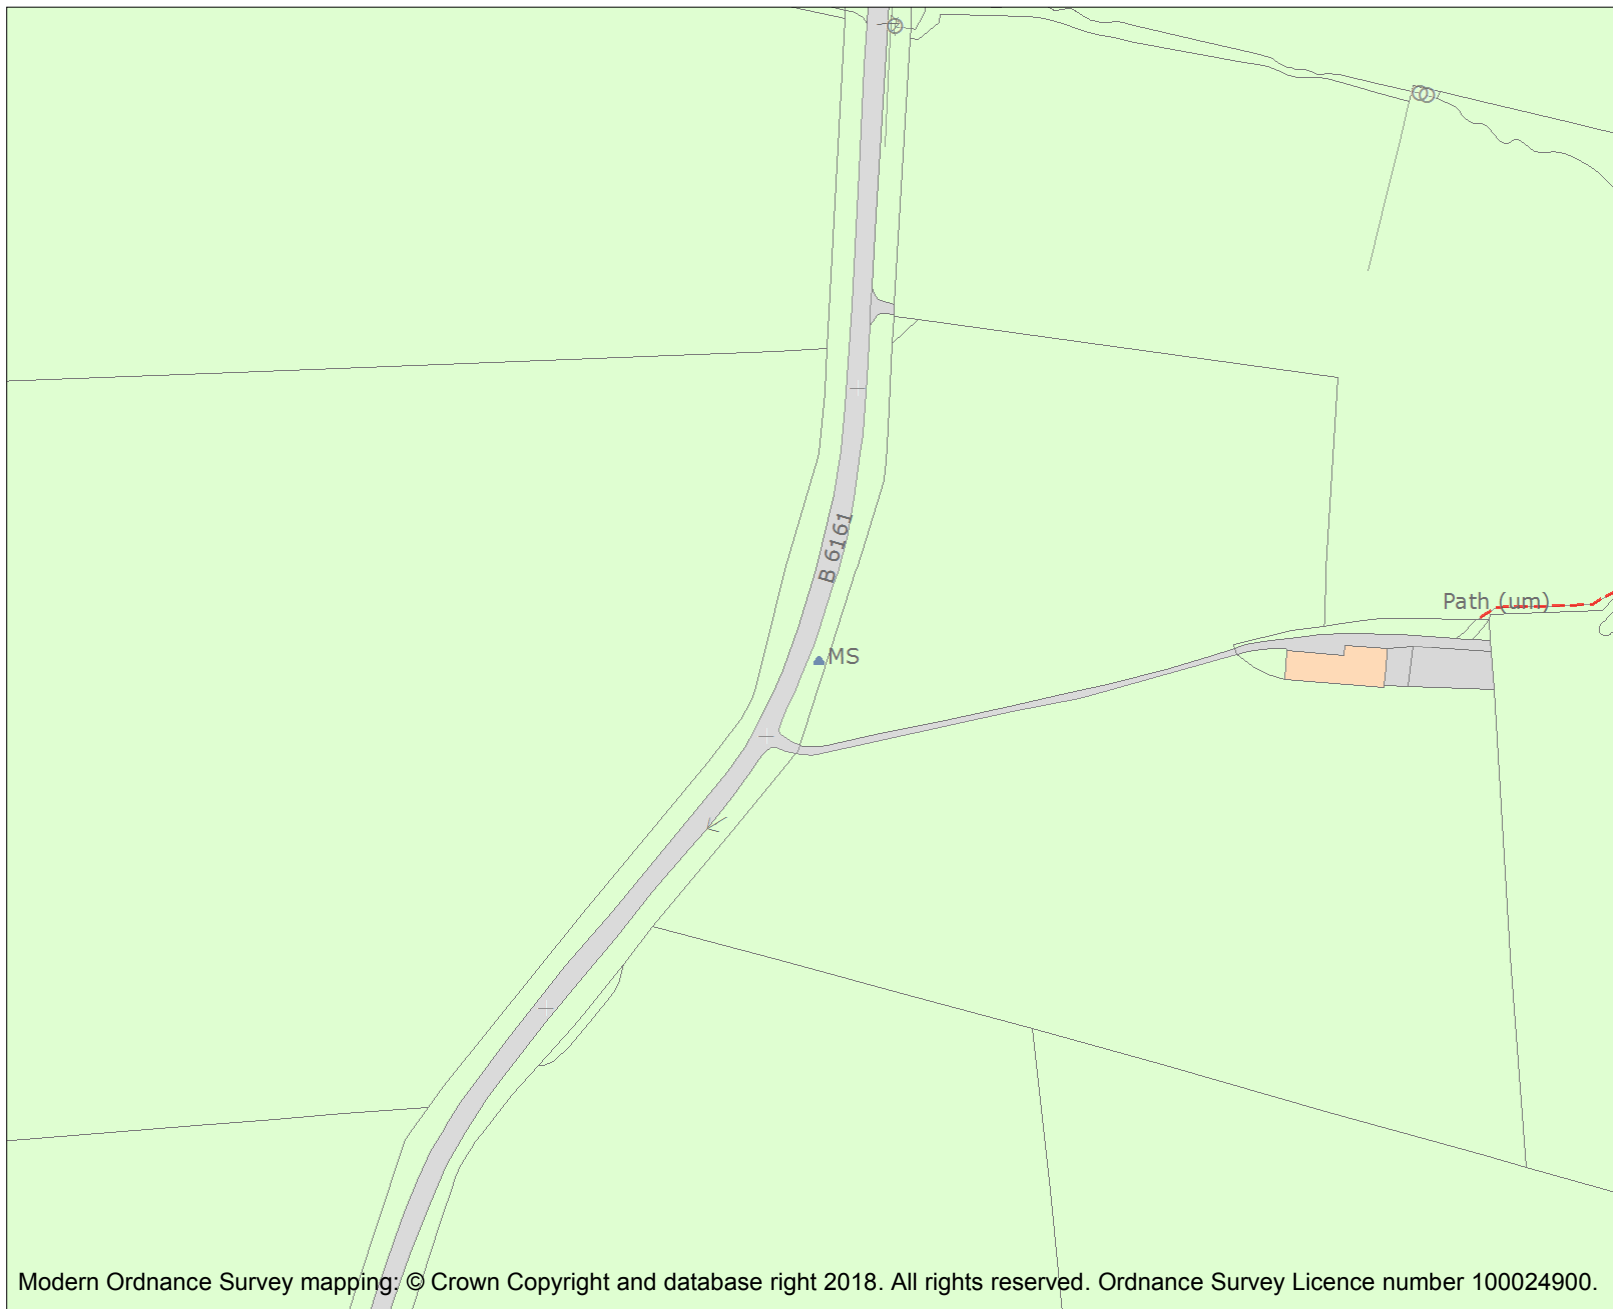 B 6161
Path (um)
MS
Modern Ordnance Survey mapping: © Crown Copyright and database right 2018. All rights reserved. Ordnance Survey Licence number 100024900.